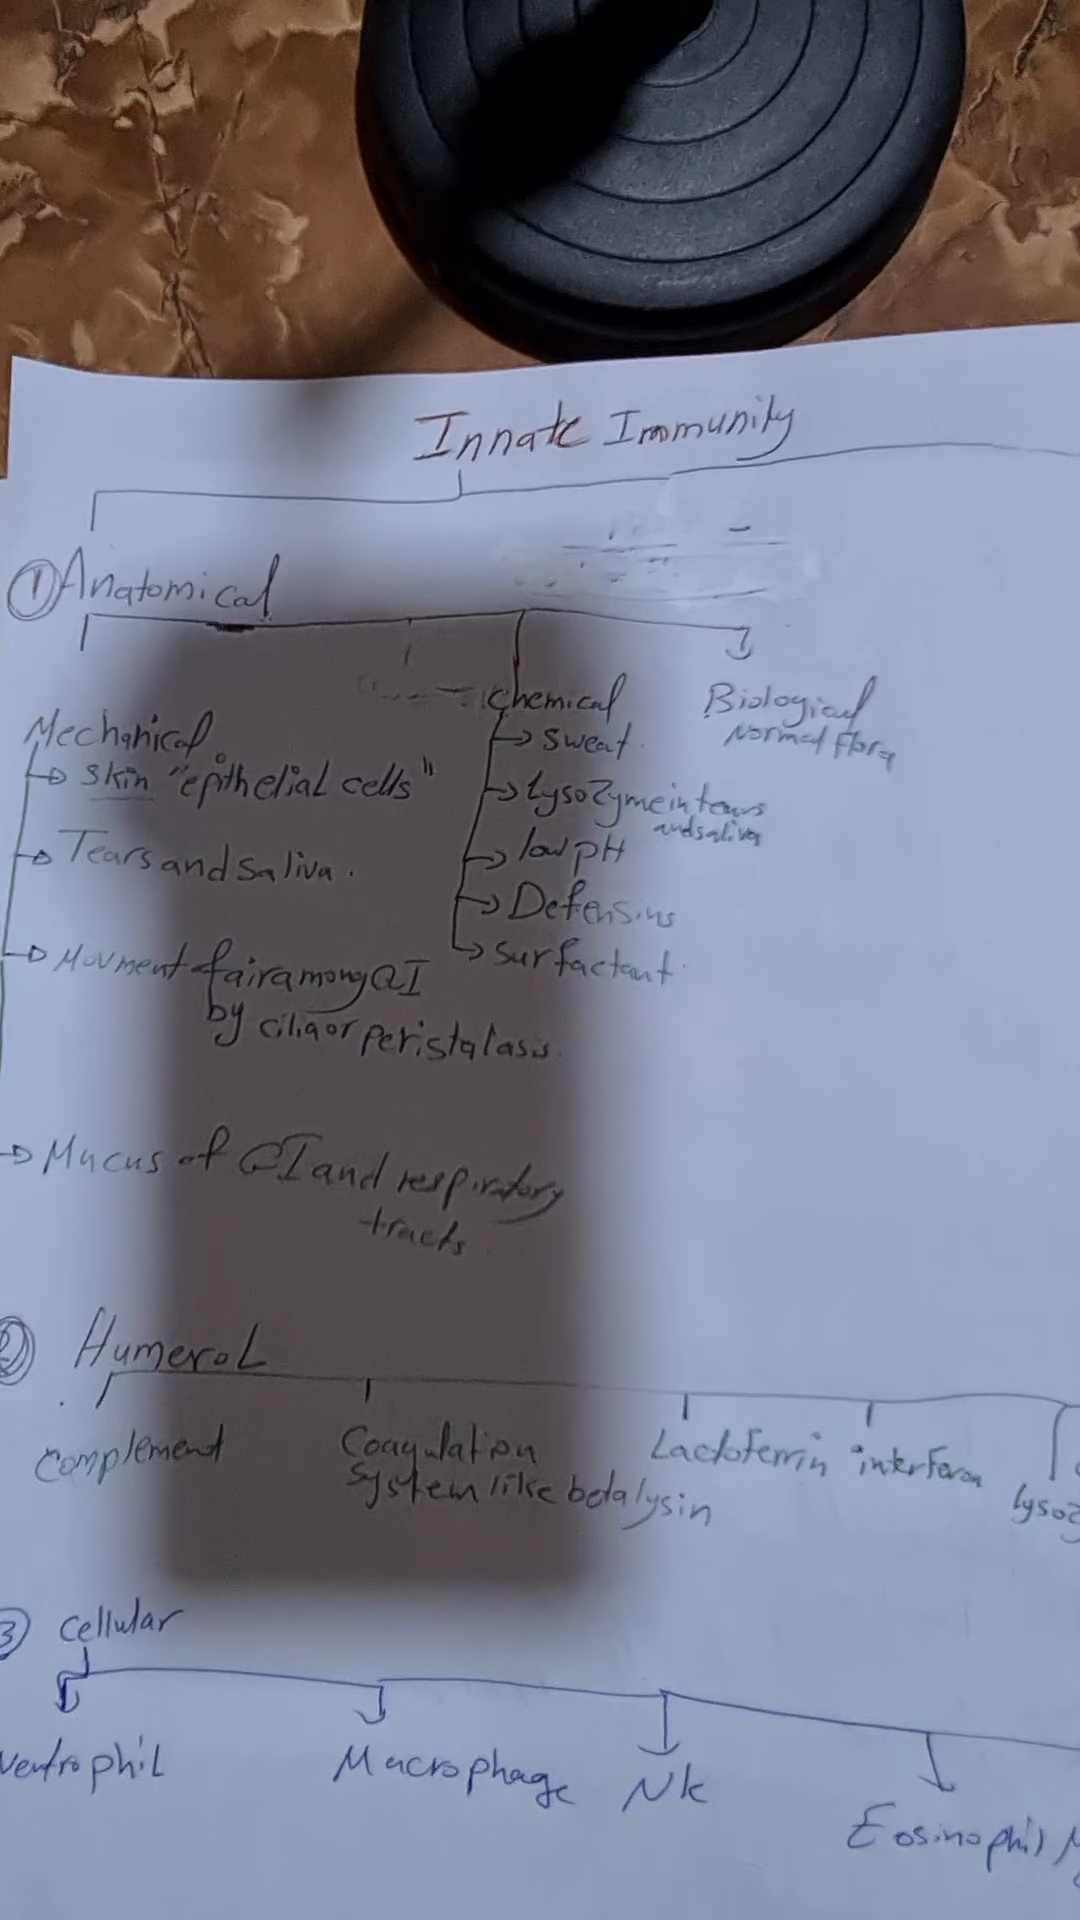 Innate Immunity
① Anatomical
Mechanical
skin "epithelial cells"
Tears and saliva.
Movment of air among GI
by cilia or peristalasis.
Mucus of GI and respiratory
tracts.
chemical
sweat.
Lysozyme in tears
and saliva
low pH
Defensins
surfactant.
Biological
Normal flora
② Humerol
complement
Coagulation
system like betalysin
Lactoferrin
interferon
③ cellular
Neutrophil
Macrophage
NK
Eosinophil